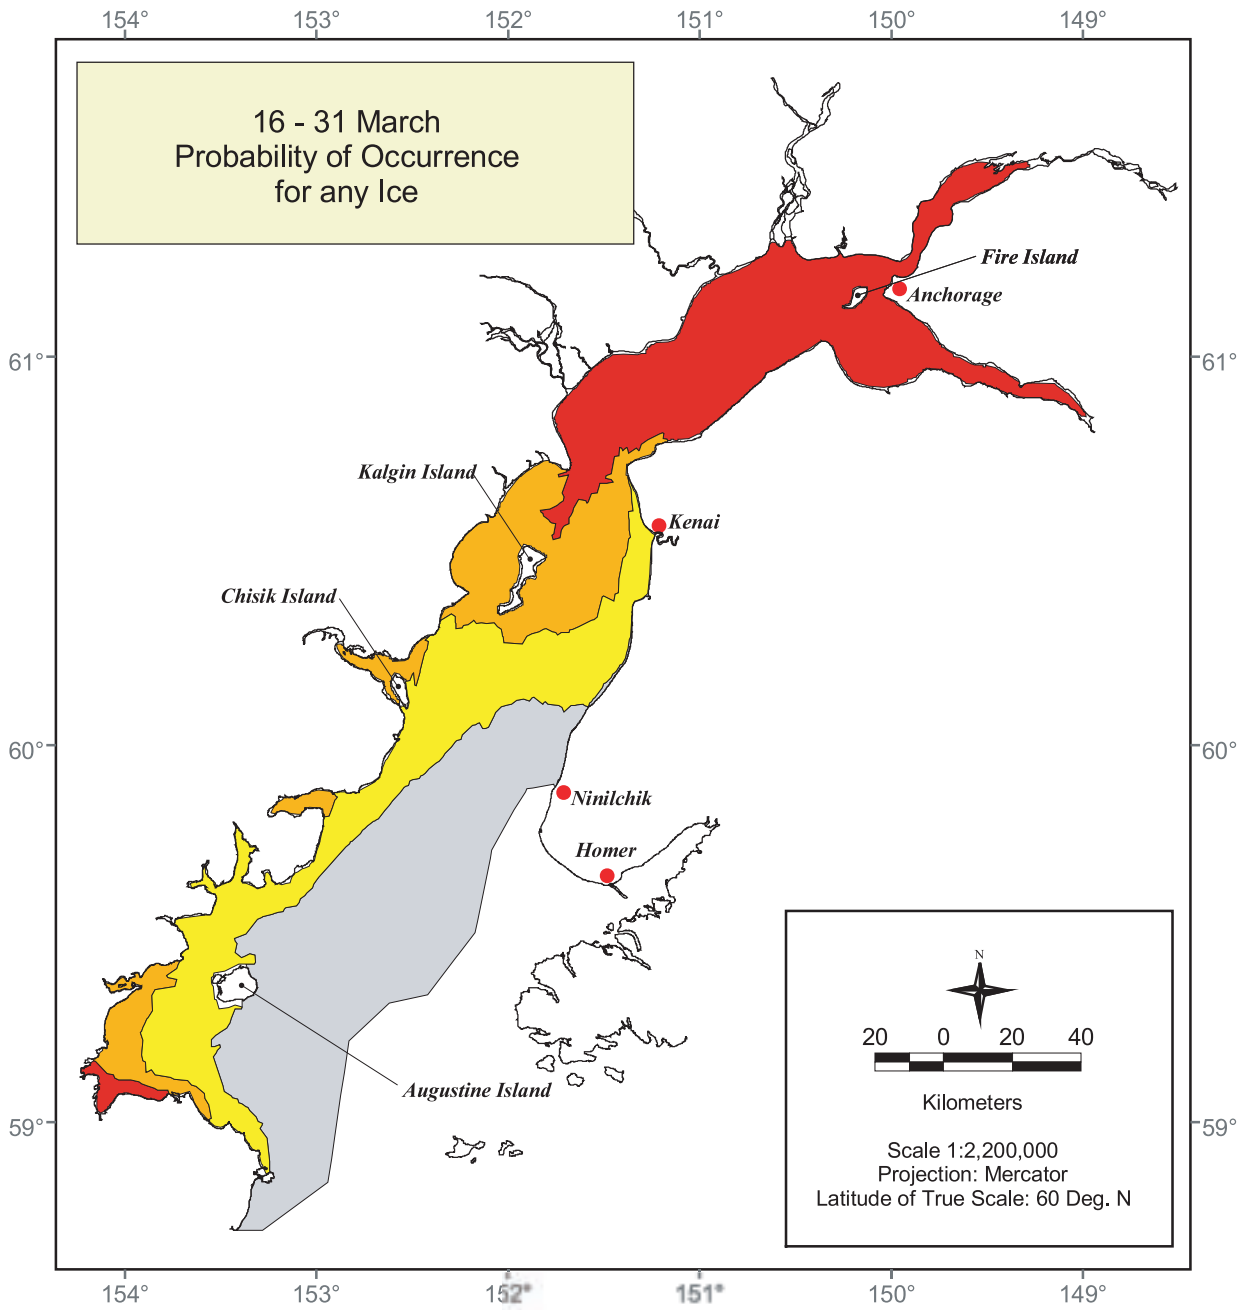 154° 153° 152° 151° 150° 149°
16 - 31 March
Probability of Occurrence
for any Ice
Fire Island
Anchorage
61° 61°
Kalgin Island
Kenai
Chisik Island
60° 60°
Ninilchik
Homer
Augustine Island
N
20 0 20 40
Kilometers
59° 59°
Scale 1:2,200,000
Projection: Mercator
Latitude of True Scale: 60 Deg. N
154° 153° 152° 151° 150° 149°